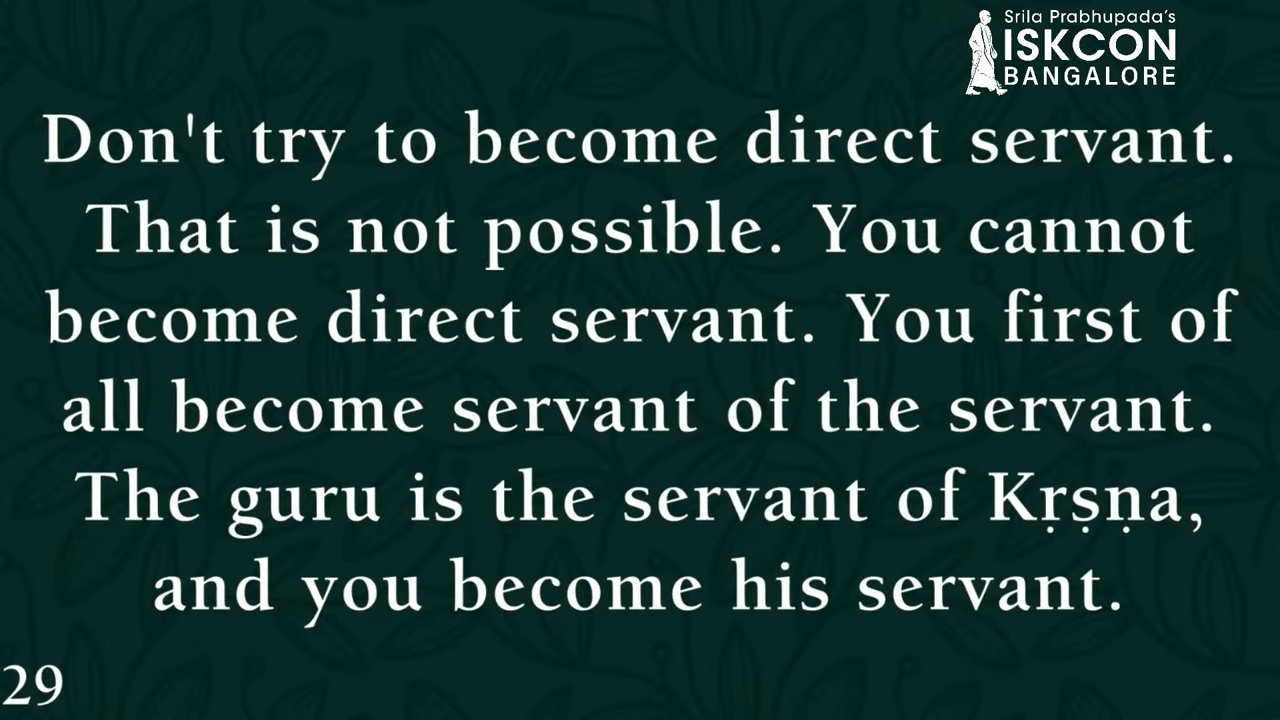 Srila Prabhupada's
ISKCON
BANGALORE
Don't try to become direct servant.
That is not possible. You cannot
become direct servant. You first of
all become servant of the servant.
The guru is the servant of Kṛṣṇa,
and you become his servant.
29